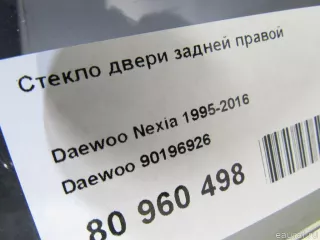 Стекло двери задней правой
Daewoo Nexia 1995-2016
Daewoo 90196926
80 960 498